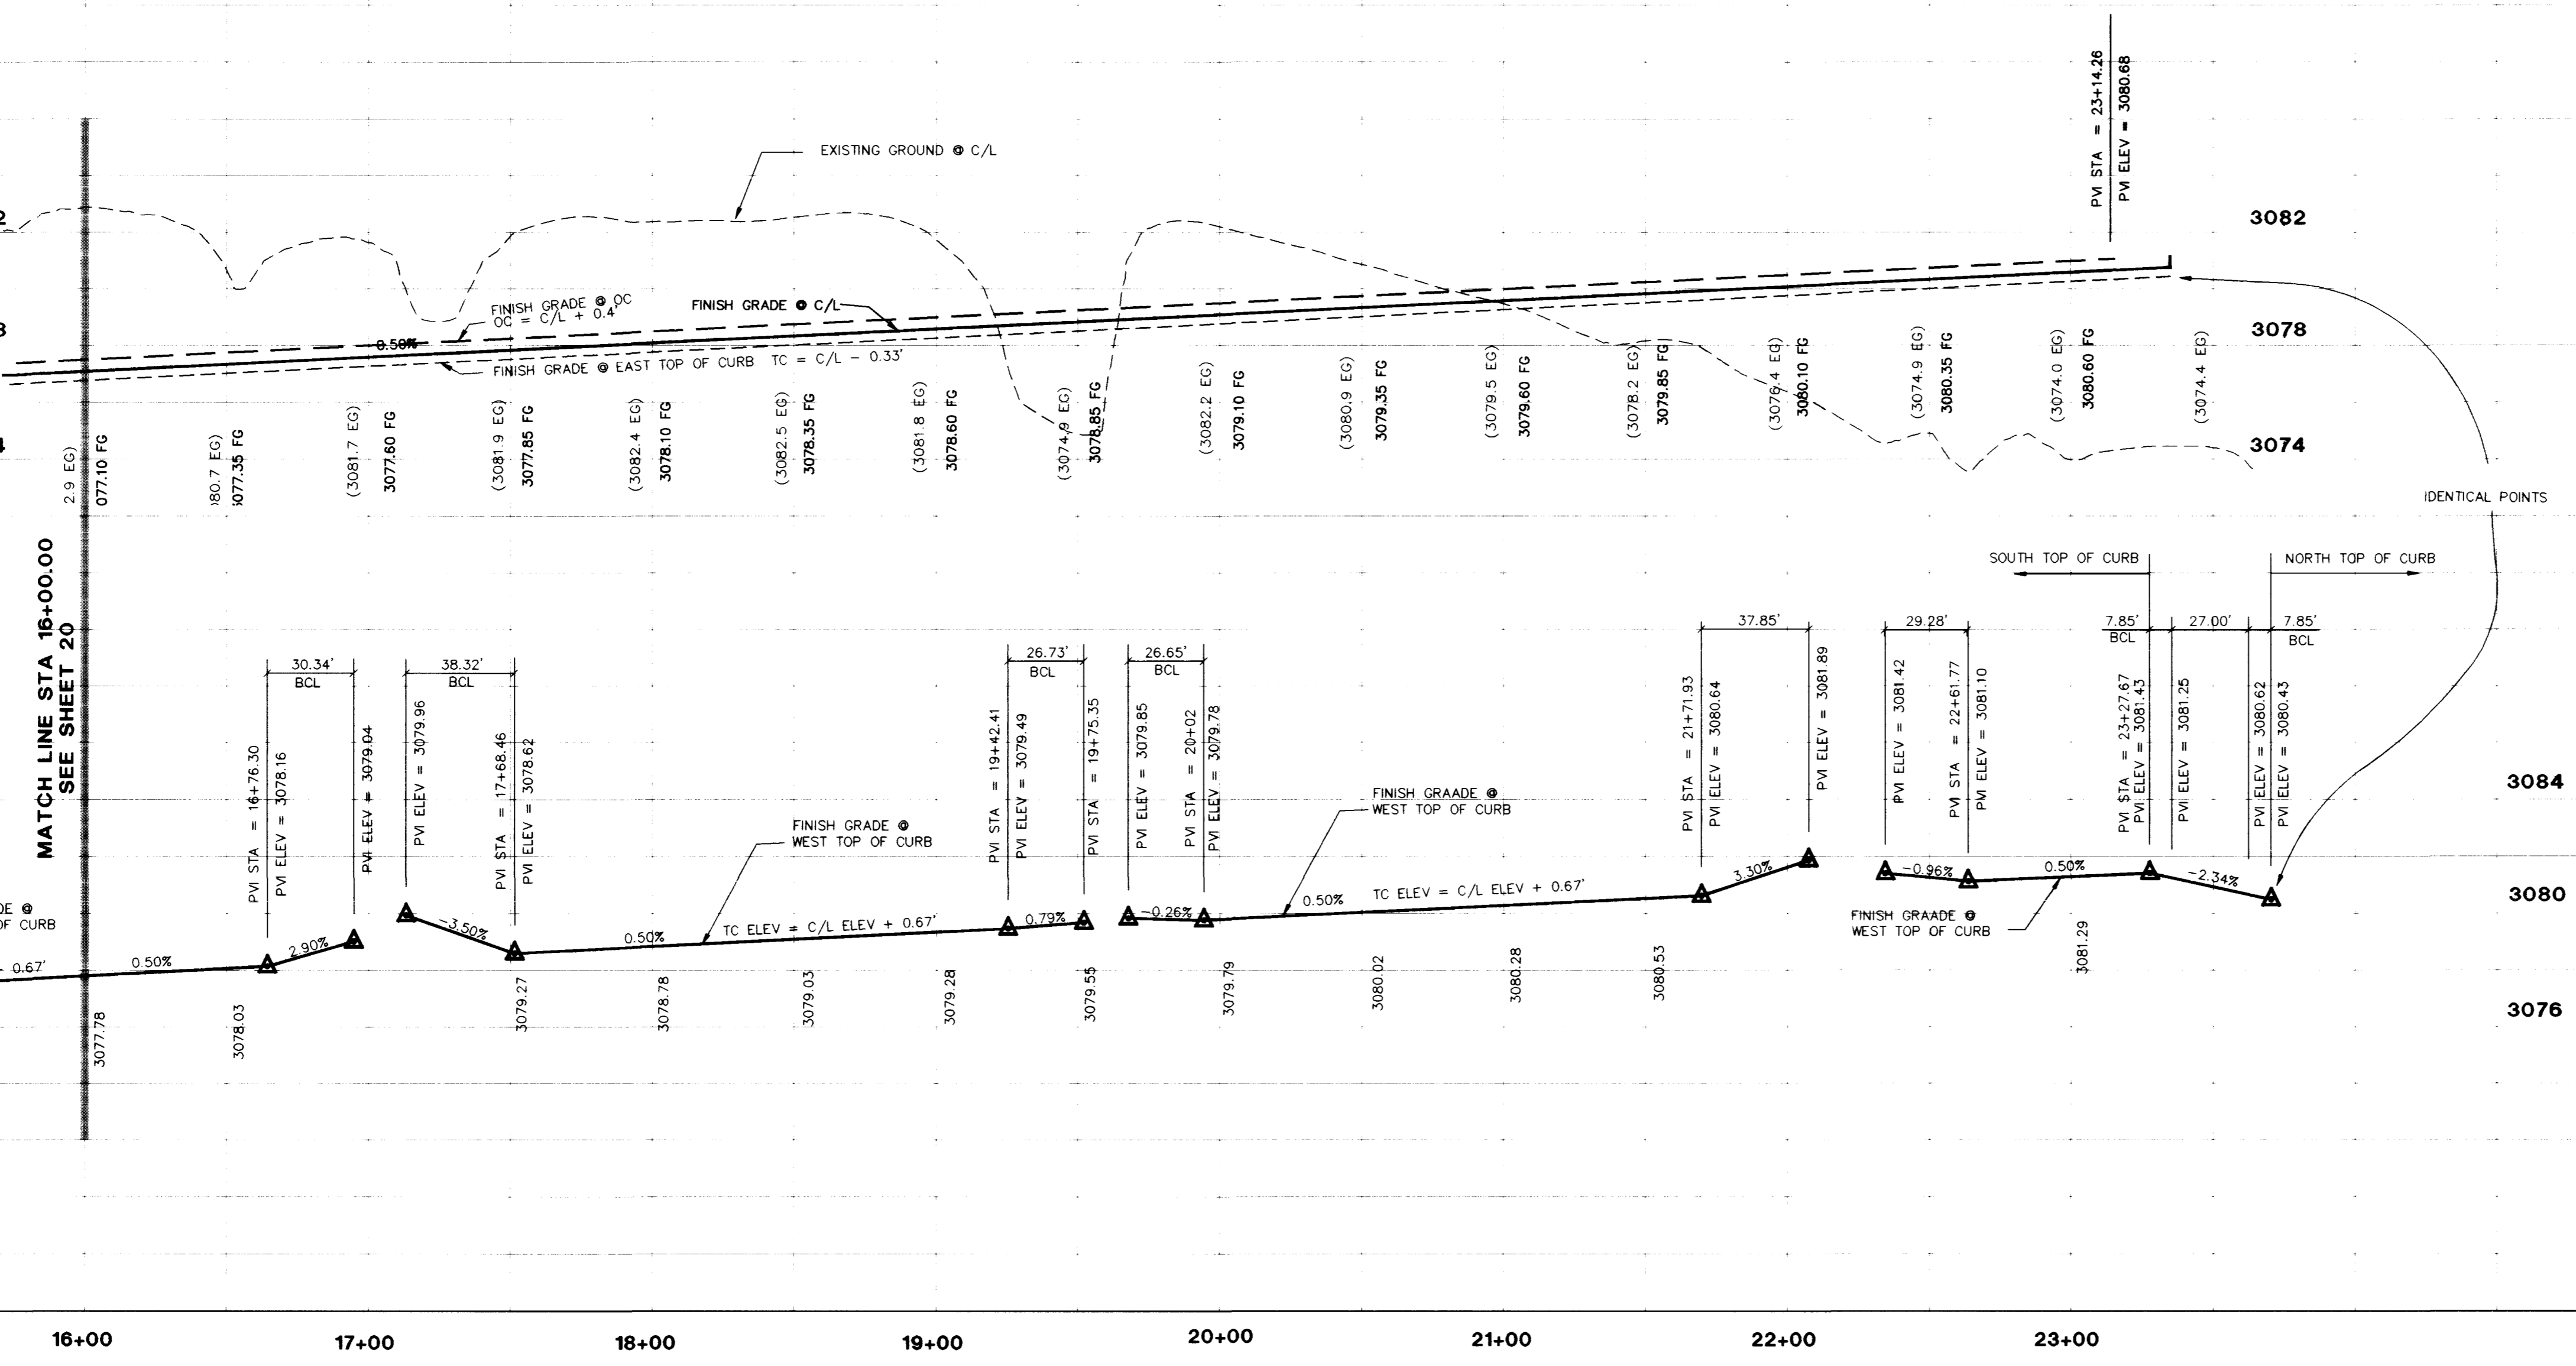 PVI STA = 23+14.26
PVI ELEV = 3080.68
EXISTING GROUND @ C/L
3082
FINISH GRADE @ OC
OC = C/L + 0.4'
FINISH GRADE @ C/L
0.50%
FINISH GRADE @ EAST TOP OF CURB TC = C/L - 0.33'
3078
3074
2.9 EG)
077.10 FG
80.7 EG)
077.35 FG
(3081.7 EG)
3077.60 FG
(3081.9 EG)
3077.85 FG
(3082.4 EG)
3078.10 FG
(3082.5 EG)
3078.35 FG
(3081.8 EG)
3078.60 FG
(3074.9 EG)
3078.85 FG
(3082.2 EG)
3079.10 FG
(3080.9 EG)
3079.35 FG
(3079.5 EG)
3079.60 FG
(3078.2 EG)
3079.85 FG
(3076.4 EG)
3080.10 FG
(3074.9 EG)
3080.35 FG
(3074.0 EG)
3080.60 FG
(3074.4 EG)
IDENTICAL POINTS
MATCH LINE STA 16+00.00
SEE SHEET 20
SOUTH TOP OF CURB
NORTH TOP OF CURB
30.34'
BCL
38.32'
BCL
26.73'
BCL
26.65'
BCL
37.85'
29.28'
7.85'
BCL
27.00'
7.85'
BCL
PVI STA = 16+76.30
PVI ELEV = 3078.16
PVI ELEV = 3079.04
PVI ELEV = 3079.96
PVI STA = 17+68.46
PVI ELEV = 3078.62
PVI STA = 19+42.41
PVI ELEV = 3079.49
PVI STA = 19+75.35
PVI ELEV = 3079.85
PVI STA = 20+02
PVI ELEV = 3079.78
PVI STA = 21+71.93
PVI ELEV = 3080.64
PVI ELEV = 3081.89
PVI ELEV = 3081.42
PVI STA = 22+61.77
PVI ELEV = 3081.10
PVI STA = 23+27.67
PVI ELEV = 3081.43
PVI ELEV = 3081.25
PVI ELEV = 3080.62
PVI ELEV = 3080.43
3084
3080
3076
FINISH GRADE @
WEST TOP OF CURB
FINISH GRAADE @
WEST TOP OF CURB
FINISH GRAADE @
WEST TOP OF CURB
DE @
OF CURB
0.67'
0.50%
2.90%
-3.50%
0.50%
TC ELEV = C/L ELEV + 0.67'
0.79%
-0.26%
0.50%
TC ELEV = C/L ELEV + 0.67'
3.30%
-0.96%
0.50%
-2.34%
3077.78
3078.03
3079.27
3078.78
3079.03
3079.28
3079.55
3079.79
3080.02
3080.28
3080.53
3081.29
16+00
17+00
18+00
19+00
20+00
21+00
22+00
23+00